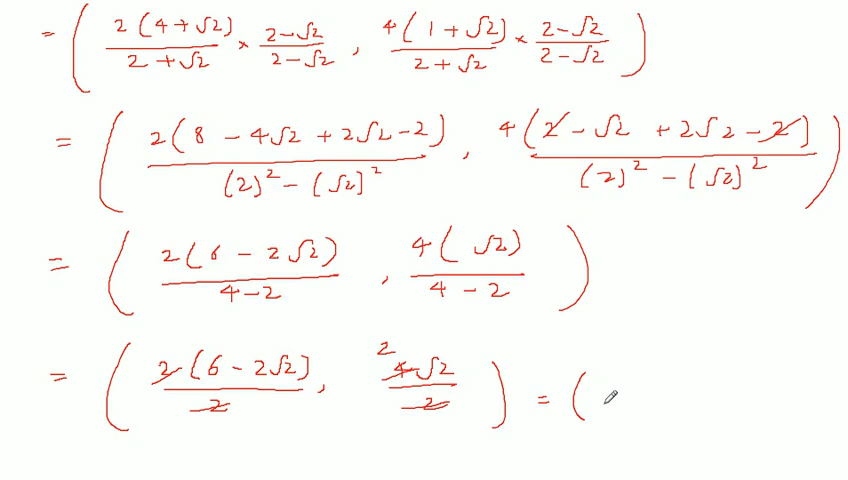 = ( 2(4+√2)/2+√2 × 2-√2/2-√2 , 4(1+√2)/2+√2 × 2-√2/2-√2 )
= ( 2(8-4√2+2√2-2)/(2)²-(√2)² , 4(2-√2+2√2-2)/(2)²-(√2)² )
= ( 2(6-2√2)/4-2 , 4(√2)/4-2 )
= ( 2(6-2√2)/2 , 2 4√2/2 ) = (